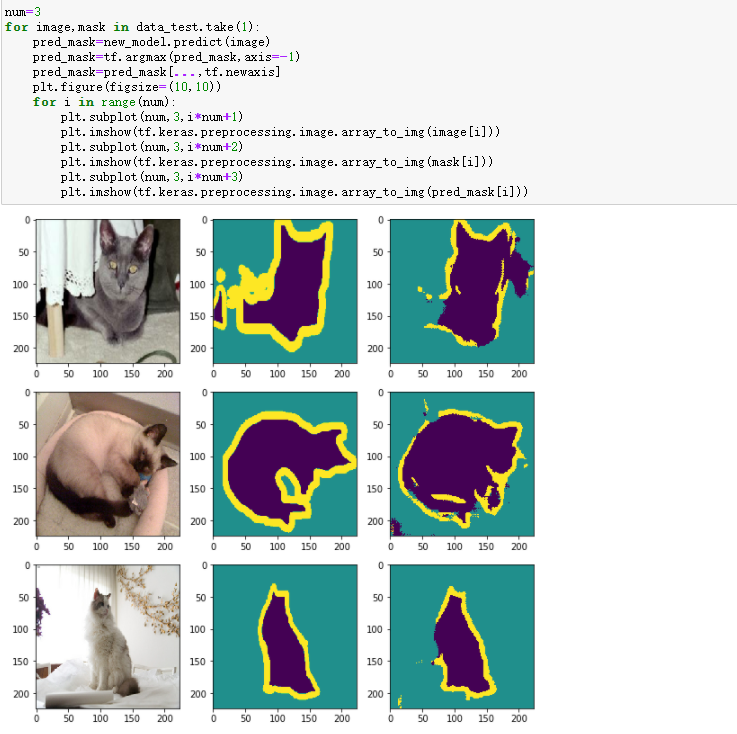 num=3
for image,mask in data_test.take(1):
    pred_mask=new_model.predict(image)
    pred_mask=tf.argmax(pred_mask,axis=-1)
    pred_mask=pred_mask[...,tf.newaxis]
    plt.figure(figsize=(10,10))
    for i in range(num):
        plt.subplot(num,3,i*num+1)
        plt.imshow(tf.keras.preprocessing.image.array_to_img(image[i]))
        plt.subplot(num,3,i*num+2)
        plt.imshow(tf.keras.preprocessing.image.array_to_img(mask[i]))
        plt.subplot(num,3,i*num+3)
        plt.imshow(tf.keras.preprocessing.image.array_to_img(pred_mask[i]))
0
50
100
150
200
0 50 100 150 200
0
50
100
150
200
0 50 100 150 200
0
50
100
150
200
0 50 100 150 200
0
50
100
150
200
0 50 100 150 200
0
50
100
150
200
0 50 100 150 200
0
50
100
150
200
0 50 100 150 200
0
50
100
150
200
0 50 100 150 200
0
50
100
150
200
0 50 100 150 200
0
50
100
150
200
0 50 100 150 200